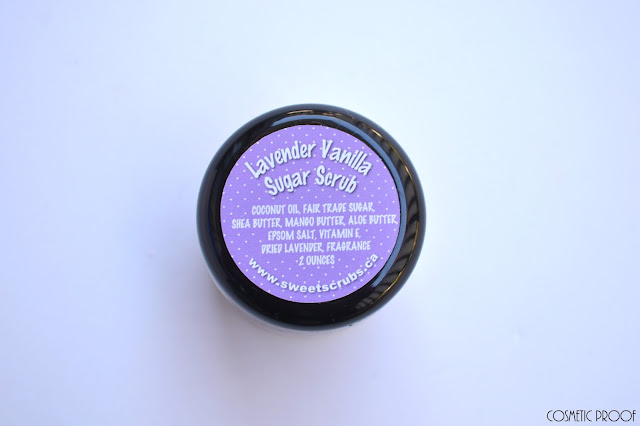 Lavender Vanilla
Sugar Scrub
COCONUT OIL, FAIR TRADE SUGAR,
SHEA BUTTER, MANGO BUTTER, ALOE BUTTER,
EPSOM SALT, VITAMIN E,
DRIED LAVENDER, FRAGRANCE
2 OUNCES
www.sweetscrubs.ca
COSMETIC PROOF